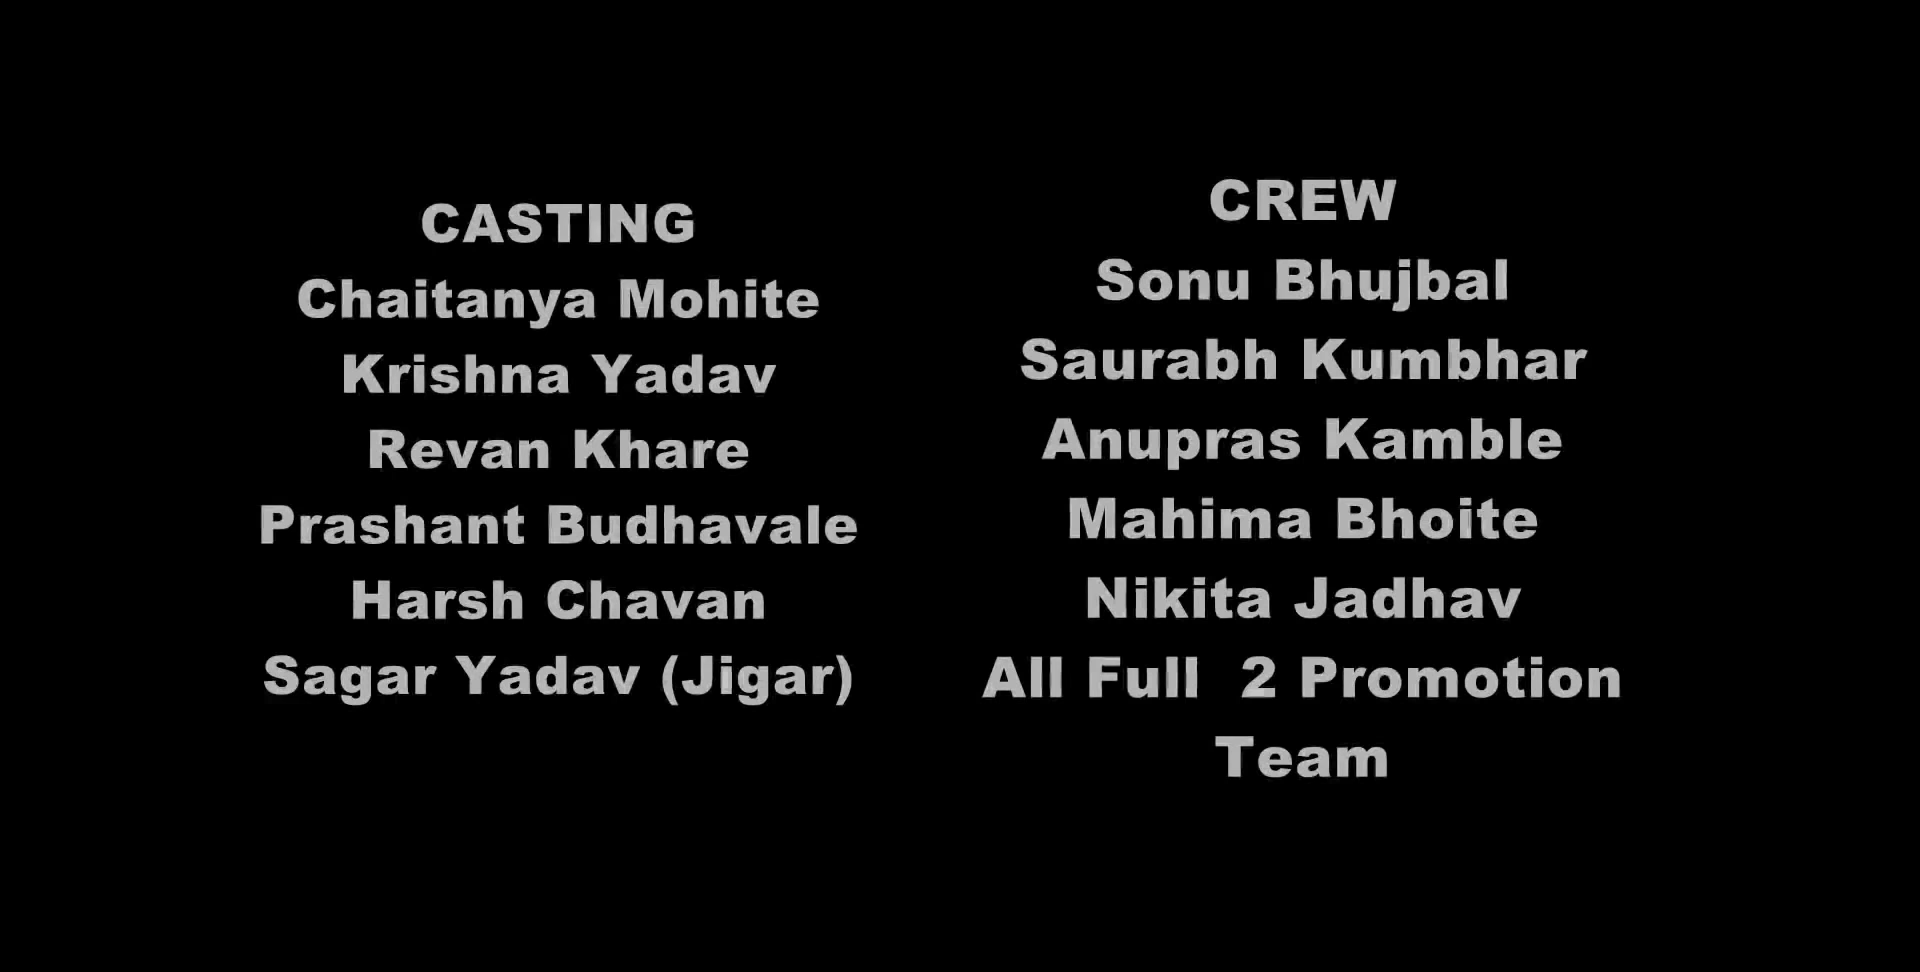 CASTING
Chaitanya Mohite
Krishna Yadav
Revan Khare
Prashant Budhavale
Harsh Chavan
Sagar Yadav (Jigar)
CREW
Sonu Bhujbal
Saurabh Kumbhar
Anupras Kamble
Mahima Bhoite
Nikita Jadhav
All Full  2 Promotion
Team